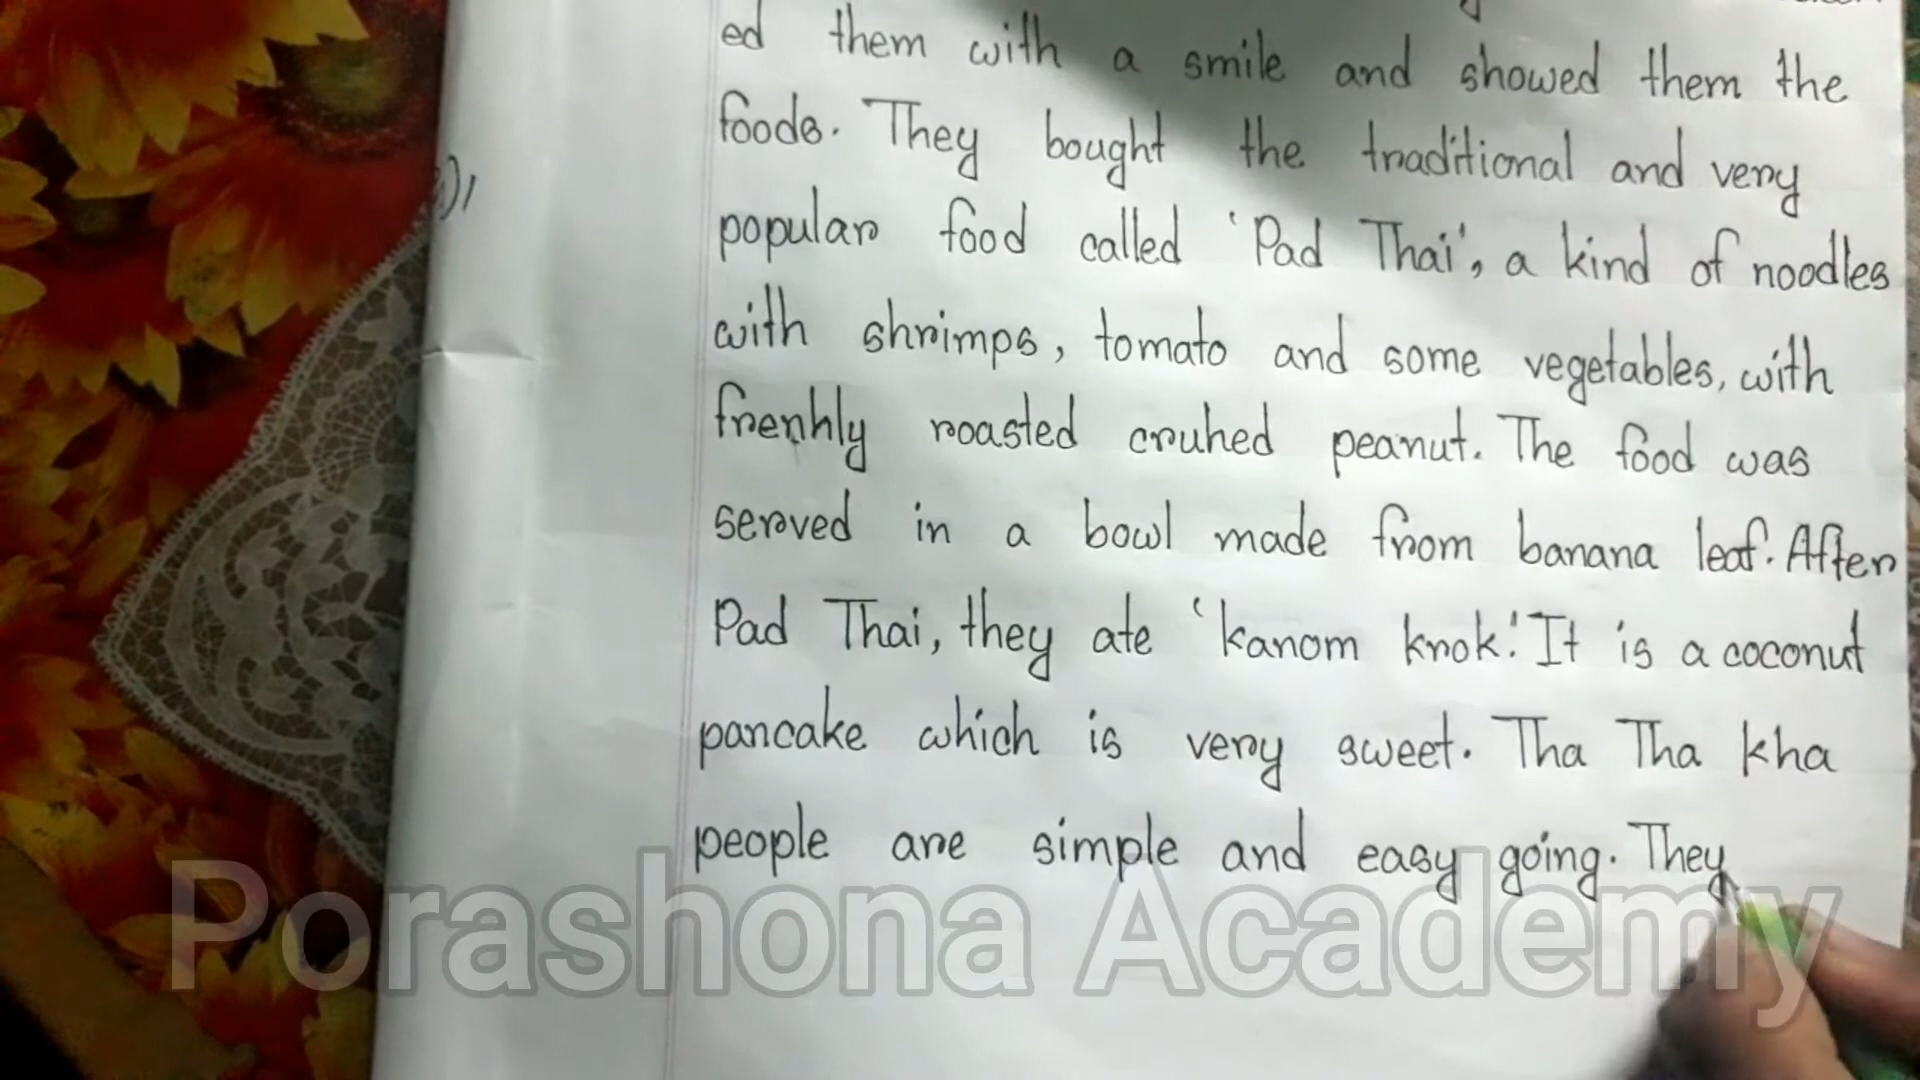 ed them with a smile and showed them the
foods. They bought the traditional and very
popular food called 'Pad Thai', a kind of noodles
with shrimps, tomato and some vegetables, with
frenhly roasted cruhed peanut. The food was
served in a bowl made from banana leaf. After
Pad Thai, they ate 'kanom krok.' It is a coconut
pancake which is very sweet. Tha Tha kha
people are simple and easy going. They
Porashona Academy